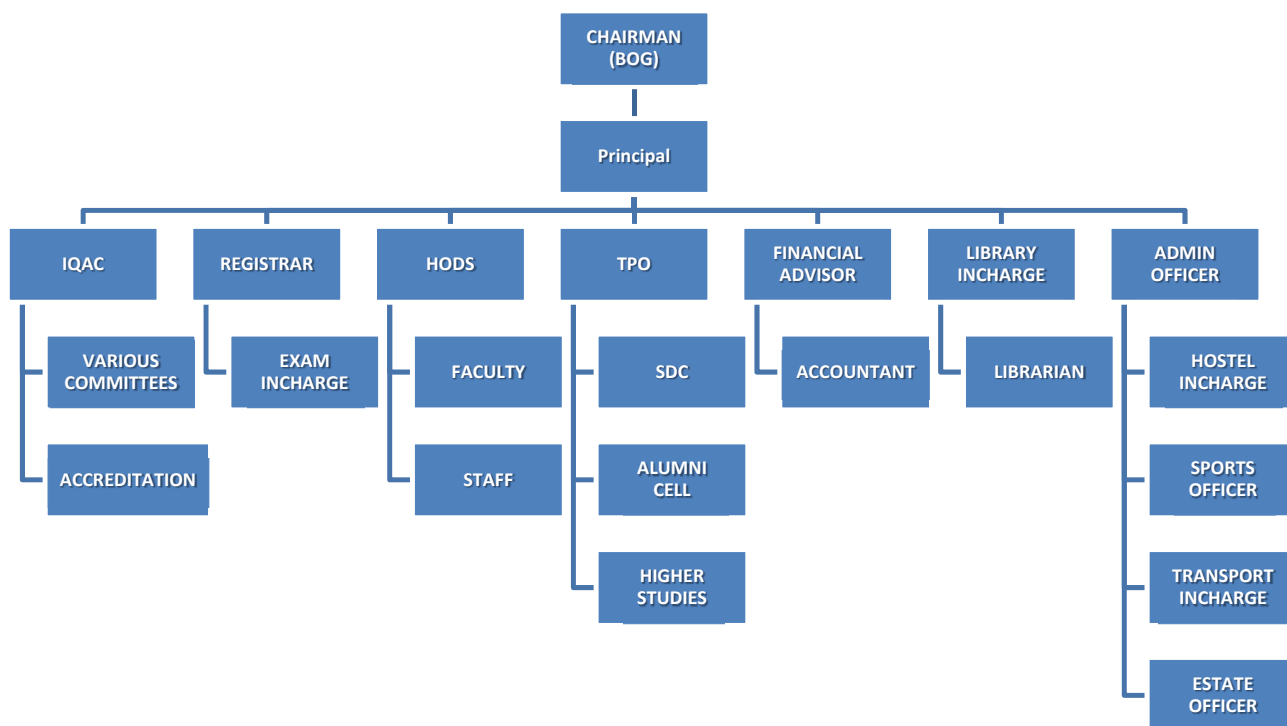 CHAIRMAN
(BOG)
Principal
IQAC
REGISTRAR
HODS
TPO
FINANCIAL
ADVISOR
LIBRARY
INCHARGE
ADMIN
OFFICER
VARIOUS
COMMITTEES
EXAM
INCHARGE
FACULTY
SDC
ACCOUNTANT
LIBRARIAN
HOSTEL
INCHARGE
ACCREDITATION
STAFF
ALUMNI
CELL
SPORTS
OFFICER
HIGHER
STUDIES
TRANSPORT
INCHARGE
ESTATE
OFFICER